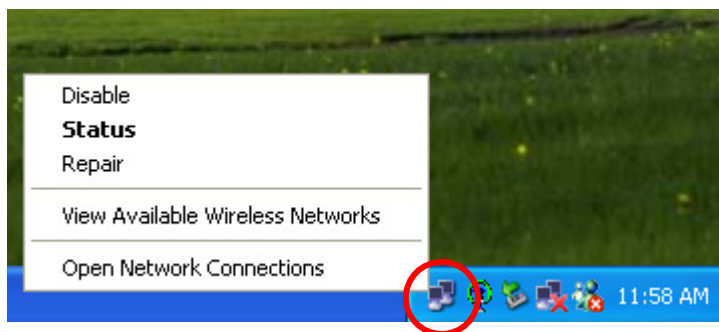 Disable
Status
Repair
View Available Wireless Networks
Open Network Connections
11:58 AM